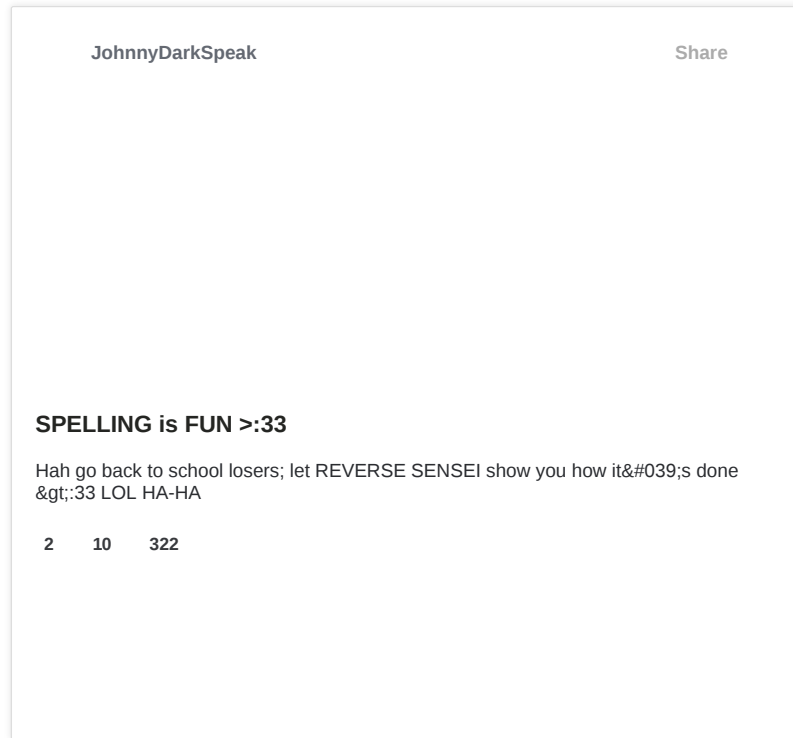 JohnnyDarkSpeak Share
SPELLING is FUN >:33
Hah go back to school losers; let REVERSE SENSEI show you how it&#039;s done
&gt;:33 LOL HA-HA
2 10 322